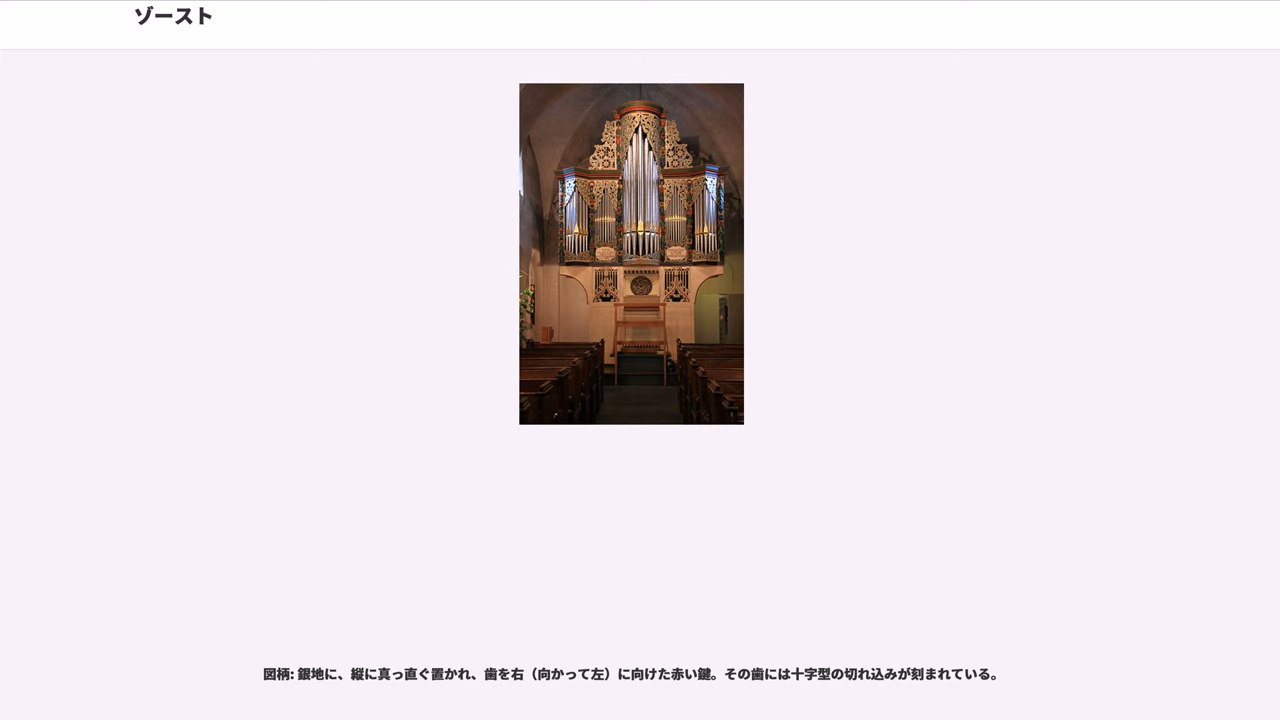 ゾースト
図柄: 銀地に、縦に真っ直ぐ置かれ、歯を右（向かって左）に向けた赤い鍵。その歯には十字型の切れ込みが刻まれている。